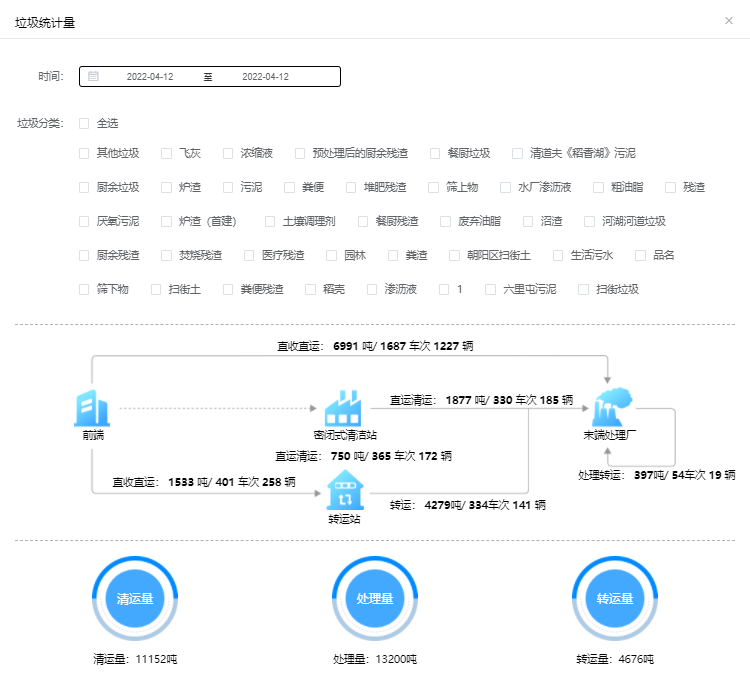 垃圾统计量
时间： 2022-04-12 至 2022-04-12
垃圾分类： 全选
其他垃圾 飞灰 浓缩液 预处理后的厨余残渣 餐厨垃圾 清道夫《稻香湖》污泥
厨余垃圾 炉渣 污泥 粪便 堆肥残渣 筛上物 水厂渗沥液 粗油脂 残渣
厌氧污泥 炉渣（首建） 土壤调理剂 餐厨残渣 废弃油脂 沼渣 河湖河道垃圾
厨余残渣 焚烧残渣 医疗残渣 园林 粪渣 朝阳区扫街土 生活污水 品名
筛下物 扫街土 粪便残渣 稻壳 渗沥液 1 六里屯污泥 扫街垃圾
直收直运： 6991 吨/ 1687 车次 1227 辆
直运清运： 1877 吨/ 330 车次 185 辆
前端 密闭式清洁站 末端处理厂
直运清运： 750 吨/ 365 车次 172 辆
直收直运： 1533 吨/ 401 车次 258 辆
处理转运： 397吨/ 54车次 19 辆
转运： 4279吨/ 334车次 141 辆
转运站
清运量 处理量 转运量
清运量：11152吨 处理量：13200吨 转运量：4676吨